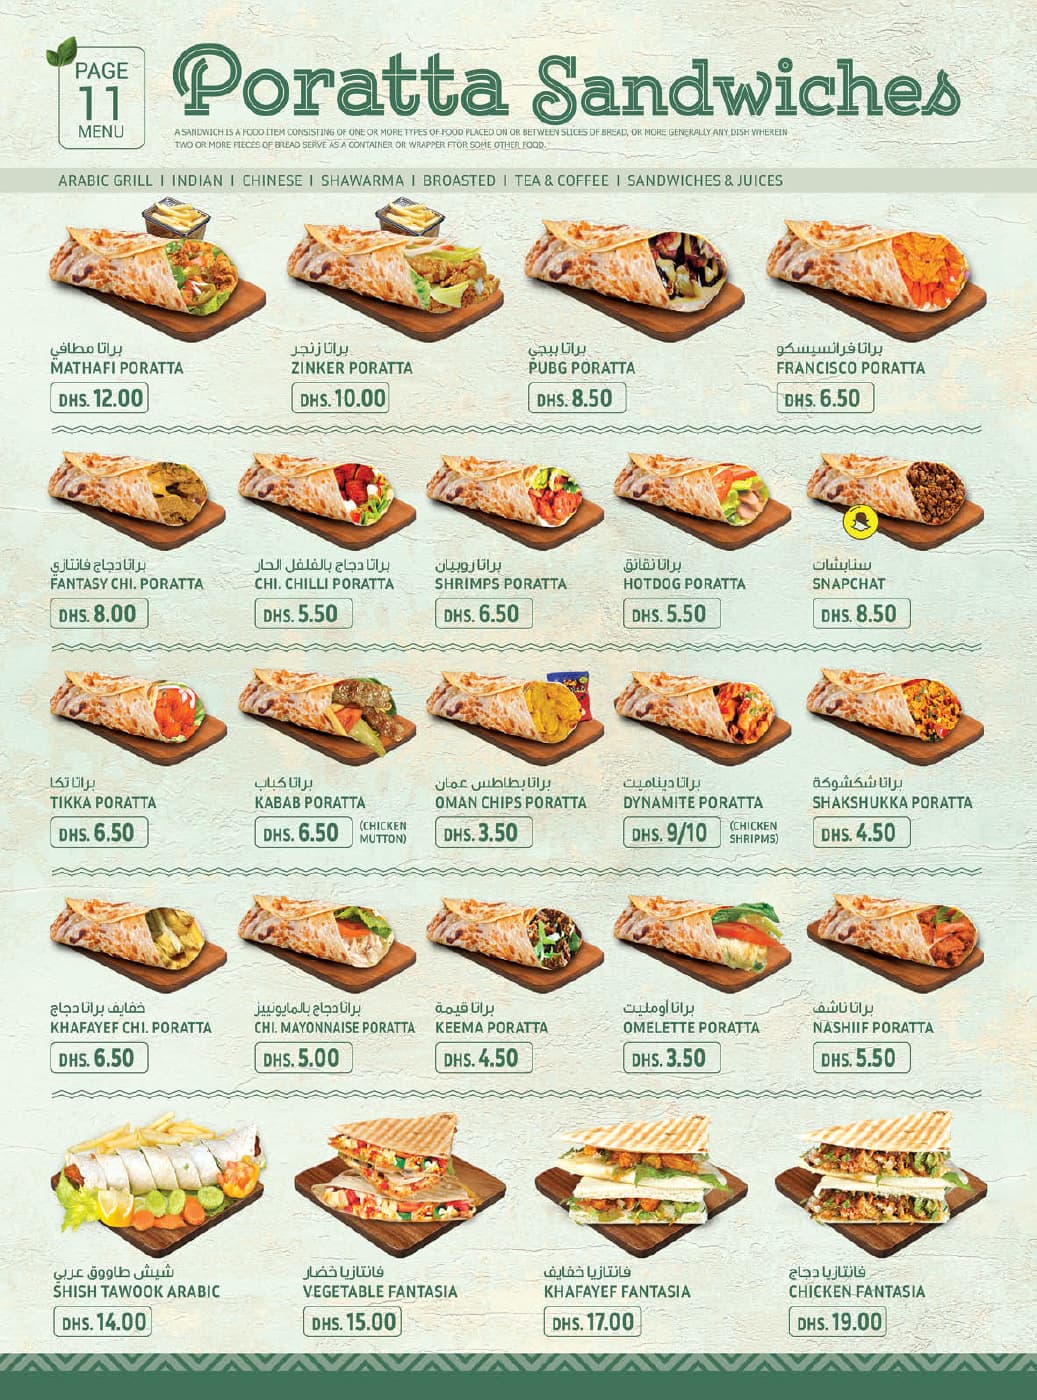 PAGE
11
MENU
Poratta Sandwiches
A SANDWICH IS A FOOD ITEM CONSISTING OF ONE OR MORE TYPES OF FOOD PLACED ON OR BETWEEN SLICES OF BREAD, OR MORE GENERALLY ANY DISH WHEREIN
TWO OR MORE PIECES OF BREAD SERVE AS A CONTAINER OR WRAPPER FTOR SOME OTHER FOOD.
ARABIC GRILL I INDIAN I CHINESE I SHAWARMA I BROASTED I TEA & COFFEE I SANDWICHES & JUICES
براتا مطافي
MATHAFI PORATTA
DHS. 12.00
براتا زنجر
ZINKER PORATTA
DHS. 10.00
براتا ببجي
PUBG PORATTA
DHS. 8.50
براتا فرانسيسكو
FRANCISCO PORATTA
DHS. 6.50
براتا دجاج فانتازي
FANTASY CHI. PORATTA
DHS. 8.00
براتا دجاج بالفلفل الحار
CHI. CHILLI PORATTA
DHS. 5.50
براتا روبيان
SHRIMPS PORATTA
DHS. 6.50
براتا نقانق
HOTDOG PORATTA
DHS. 5.50
سنابشات
SNAPCHAT
DHS. 8.50
براتا تكا
TIKKA PORATTA
DHS. 6.50
براتا كباب
KABAB PORATTA
DHS. 6.50
(CHICKEN
MUTTON)
براتا بطاطس عمان
OMAN CHIPS PORATTA
DHS. 3.50
براتا ديناميت
DYNAMITE PORATTA
DHS. 9/10
(CHICKEN
SHRIPMS)
براتا شكشوكة
SHAKSHUKKA PORATTA
DHS. 4.50
خفايف براتا دجاج
KHAFAYEF CHI. PORATTA
DHS. 6.50
براتا دجاج بالمايونييز
CHI. MAYONNAISE PORATTA
DHS. 5.00
براتا قيمة
KEEMA PORATTA
DHS. 4.50
براتا أومليت
OMELETTE PORATTA
DHS. 3.50
براتا ناشف
NASHIIF PORATTA
DHS. 5.50
شيش طاووق عربي
SHISH TAWOOK ARABIC
DHS. 14.00
فانتازيا خضار
VEGETABLE FANTASIA
DHS. 15.00
فانتازيا خفايف
KHAFAYEF FANTASIA
DHS. 17.00
فانتازيا دجاج
CHICKEN FANTASIA
DHS. 19.00